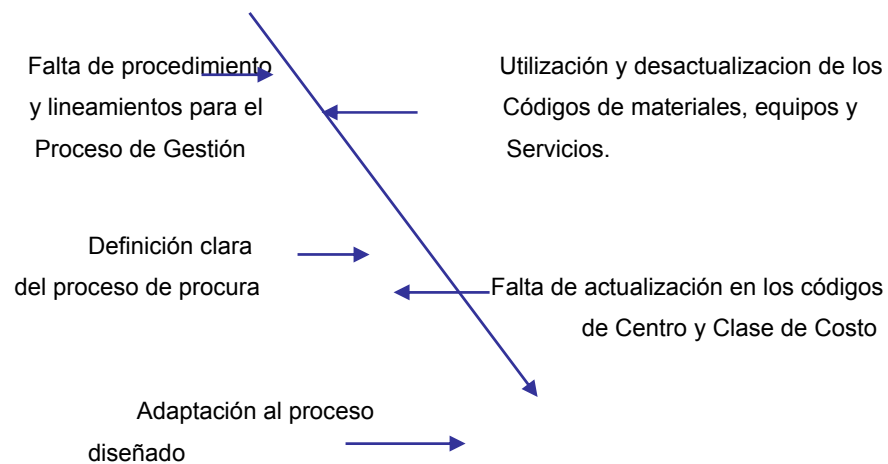 Falta de procedimiento
y lineamientos para el
Proceso de Gestión
Utilización y desactualizacion de los
Códigos de materiales, equipos y
Servicios.
Definición clara
del proceso de procura
Falta de actualización en los códigos
de Centro y Clase de Costo
Adaptación al proceso
diseñado